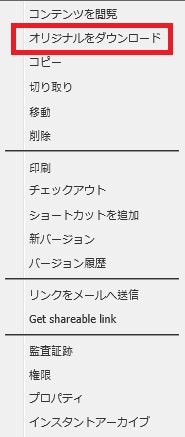 コンテンツを閲覧
オリジナルをダウンロード
コピー
切り取り
移動
削除
印刷
チェックアウト
ショートカットを追加
新バージョン
バージョン履歴
リンクをメールへ送信
Get shareable link
監査証跡
権限
プロパティ
インスタントアーカイブ